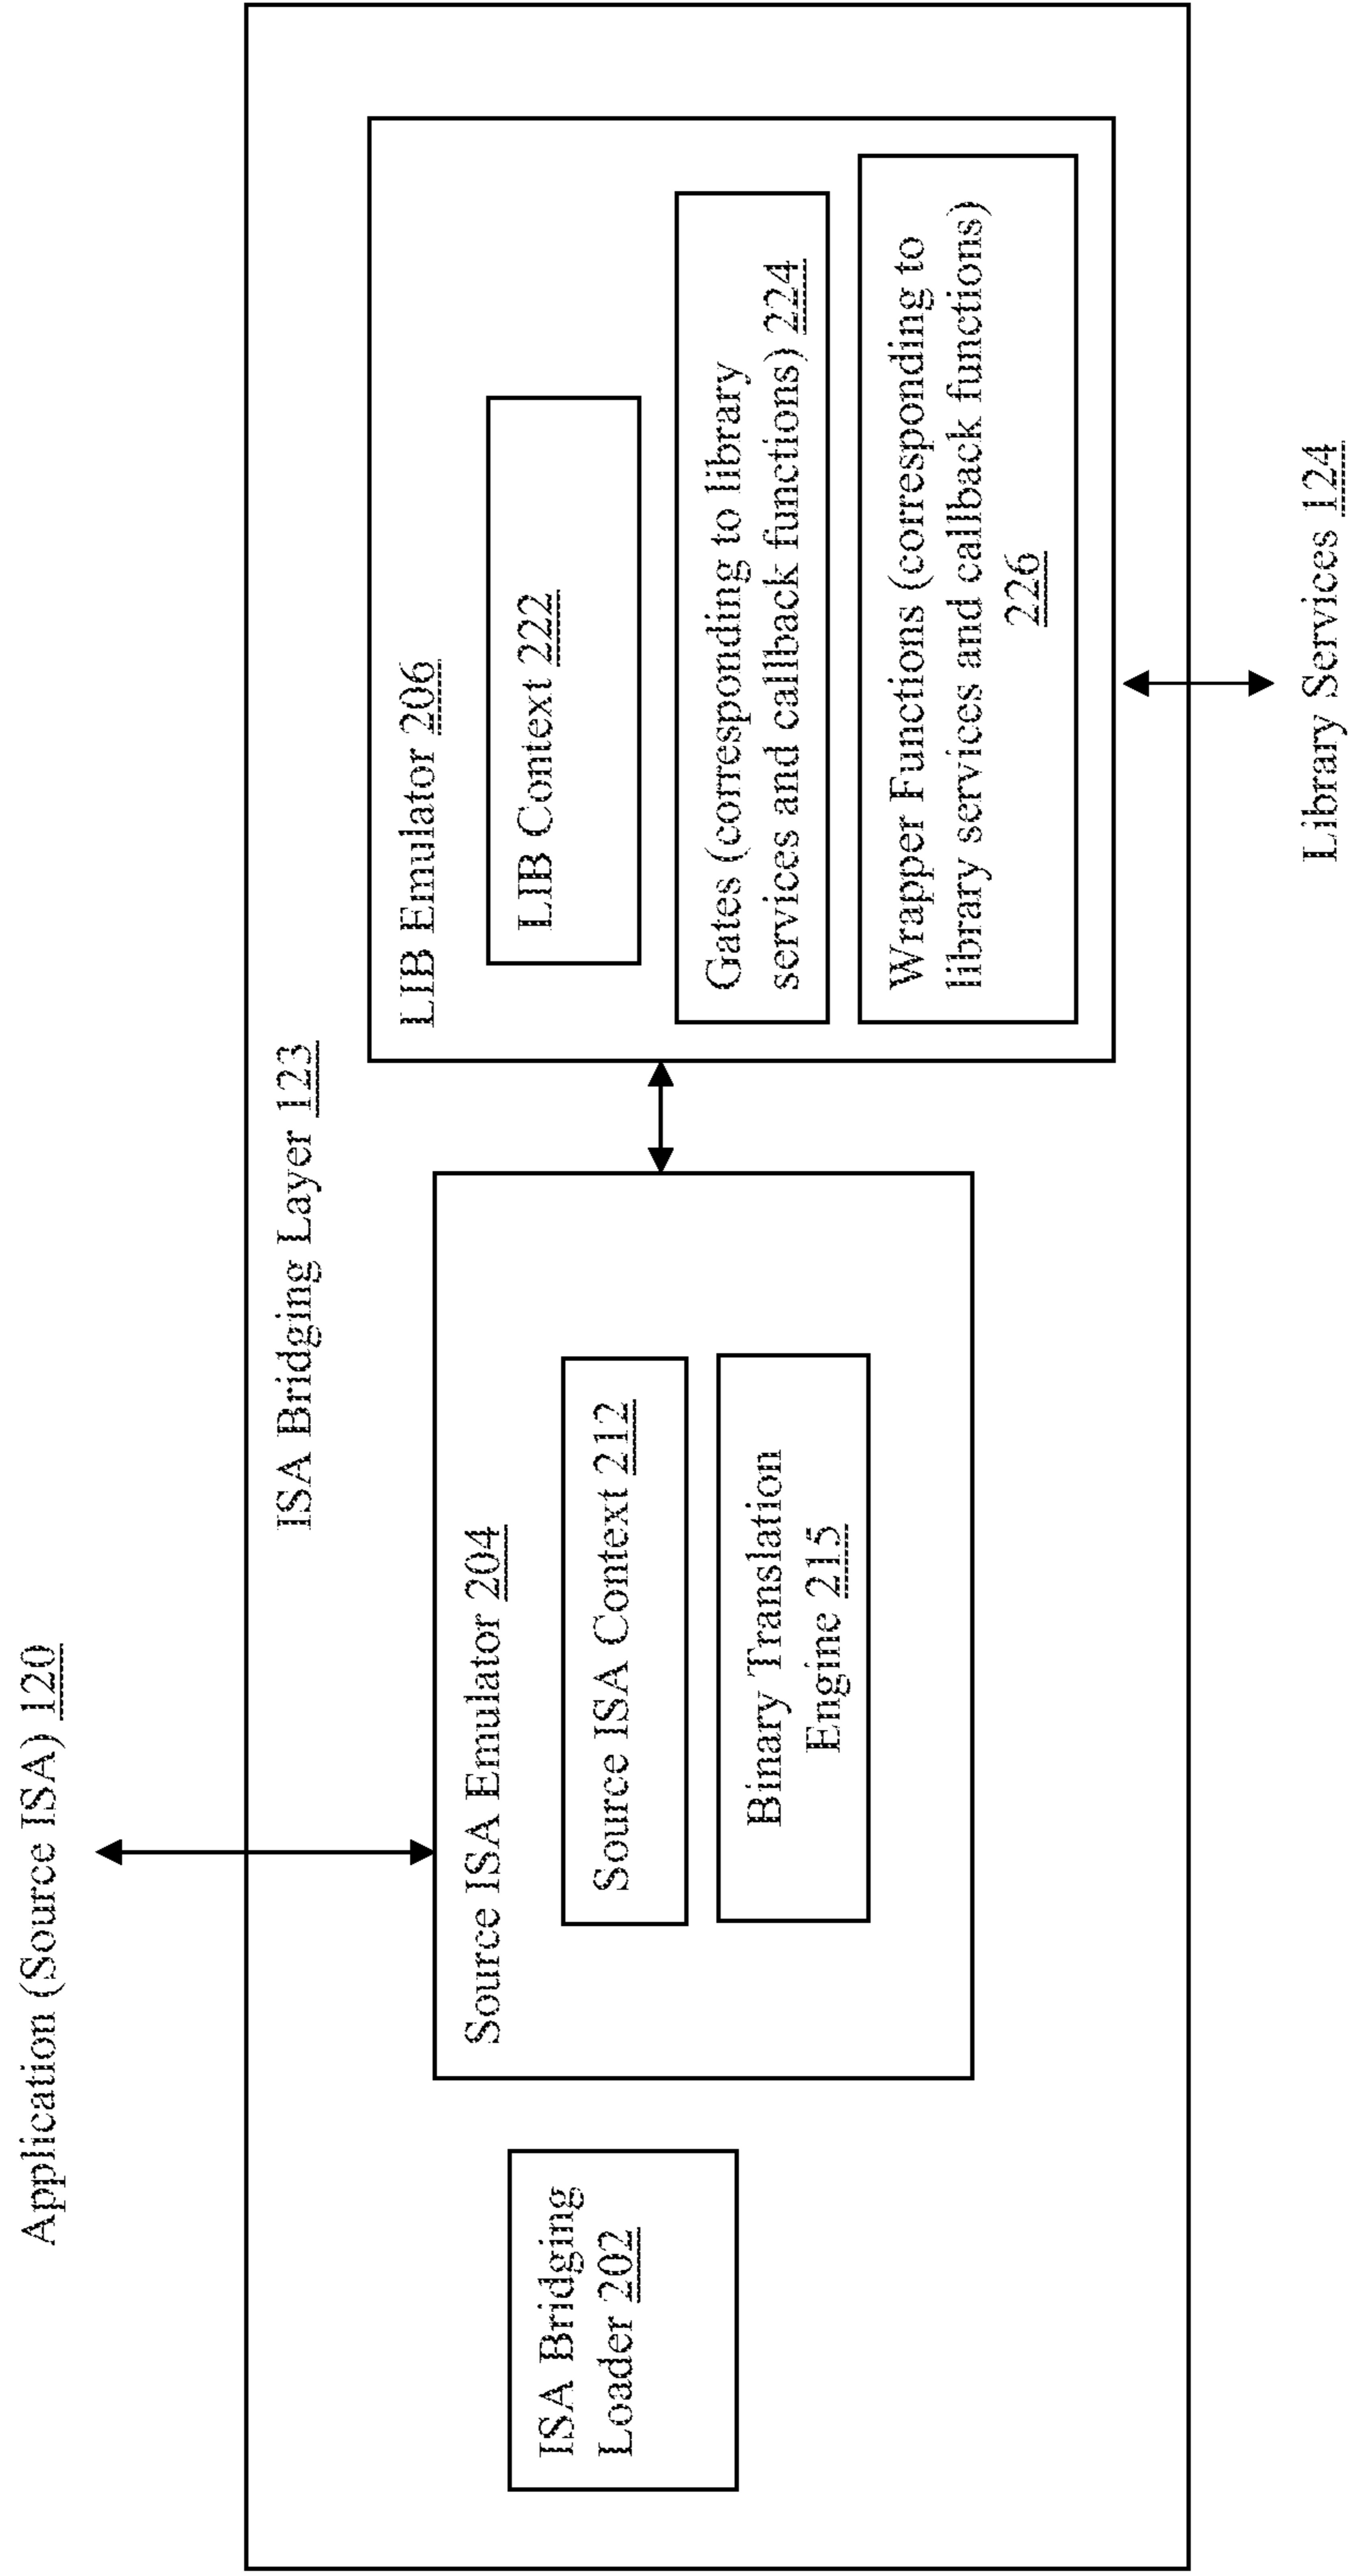 Application (Source ISA) 120
ISA Bridging Layer 123
ISA Bridging
Loader 202
Source ISA Emulator 204
Source ISA Context 212
Binary Translation
Engine 215
LIB Emulator 206
LIB Context 222
Gates (corresponding to library
services and callback functions) 224
Wrapper Functions (corresponding to
library services and callback functions)
226
Library Services 124